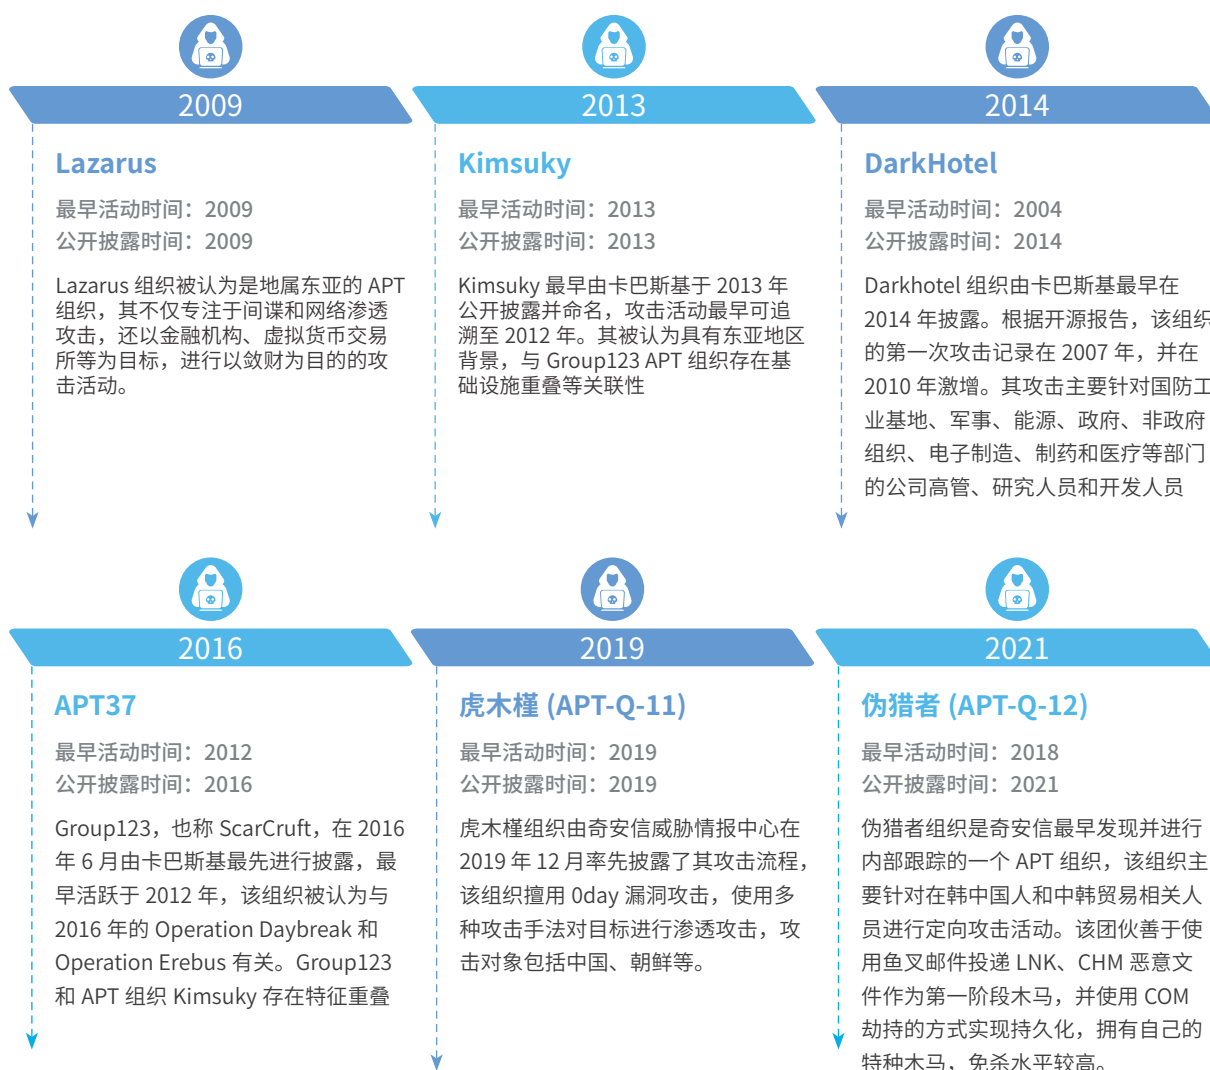 2009
Lazarus
最早活动时间：2009
公开披露时间：2009
Lazarus 组织被认为是地属东亚的 APT
组织，其不仅专注于间谍和网络渗透
攻击，还以金融机构、虚拟货币交易
所等为目标，进行以敛财为目的的攻
击活动。
2013
Kimsuky
最早活动时间：2013
公开披露时间：2013
Kimsuky 最早由卡巴斯基于 2013 年
公开披露并命名，攻击活动最早可追
溯至 2012 年。其被认为具有东亚地区
背景，与 Group123 APT 组织存在基
础设施重叠等关联性
2014
DarkHotel
最早活动时间：2004
公开披露时间：2014
Darkhotel 组织由卡巴斯基最早在
2014 年披露。根据开源报告，该组织
的第一次攻击记录在 2007 年，并在
2010 年激增。其攻击主要针对国防工
业基地、军事、能源、政府、非政府
组织、电子制造、制药和医疗等部门
的公司高管、研究人员和开发人员
2016
APT37
最早活动时间：2012
公开披露时间：2016
Group123，也称 ScarCruft，在 2016
年 6 月由卡巴斯基最先进行披露，最
早活跃于 2012 年，该组织被认为与
2016 年的 Operation Daybreak 和
Operation Erebus 有关。Group123
和 APT 组织 Kimsuky 存在特征重叠
2019
虎木槿 (APT-Q-11)
最早活动时间：2019
公开披露时间：2019
虎木槿组织由奇安信威胁情报中心在
2019 年 12 月率先披露了其攻击流程，
该组织擅用 0day 漏洞攻击，使用多
种攻击手法对目标进行渗透攻击，攻
击对象包括中国、朝鲜等。
2021
伪猎者 (APT-Q-12)
最早活动时间：2018
公开披露时间：2021
伪猎者组织是奇安信最早发现并进行
内部跟踪的一个 APT 组织，该组织主
要针对在韩中国人和中韩贸易相关人
员进行定向攻击活动。该团伙善于使
用鱼叉邮件投递 LNK、CHM 恶意文
件作为第一阶段木马，并使用 COM
劫持的方式实现持久化，拥有自己的
特种木马，免杀水平较高。